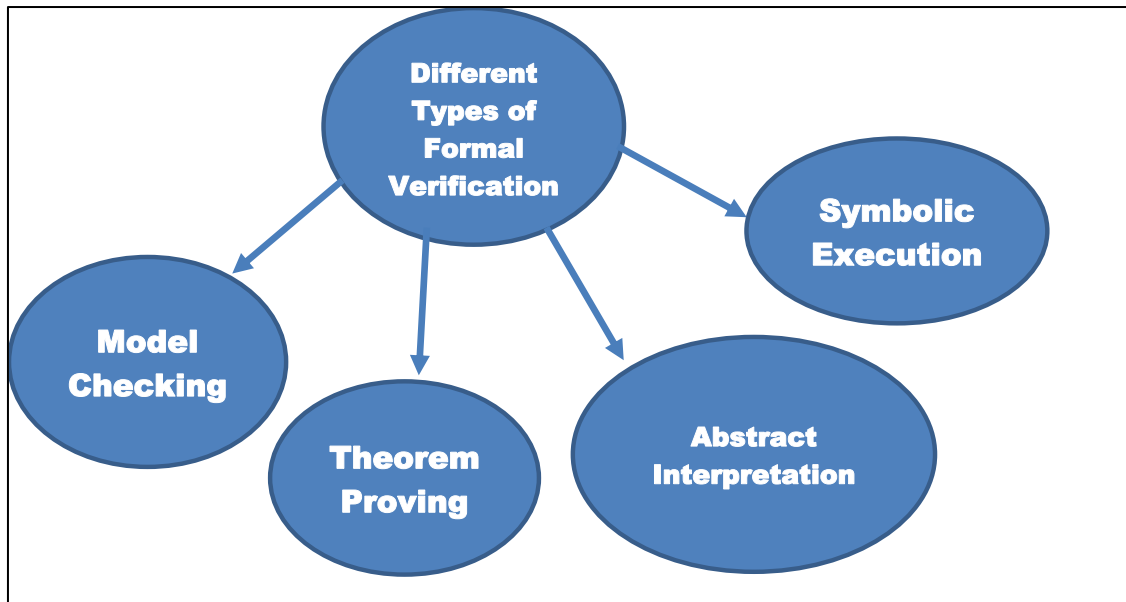 Different
Types of
Formal
Verification
Symbolic
Execution
Model
Checking
Theorem
Proving
Abstract
Interpretation